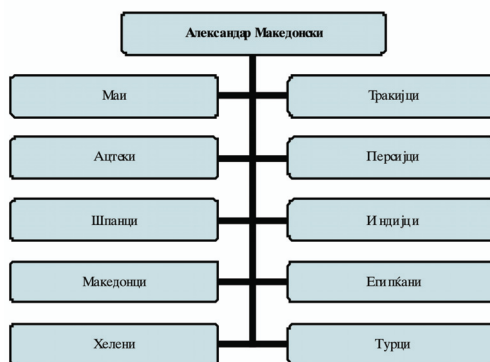 Александар Македонски
Маи
Тракијци
Ацтеки
Персијци
Шпанци
Индијци
Македонци
Египќани
Хелени
Турци